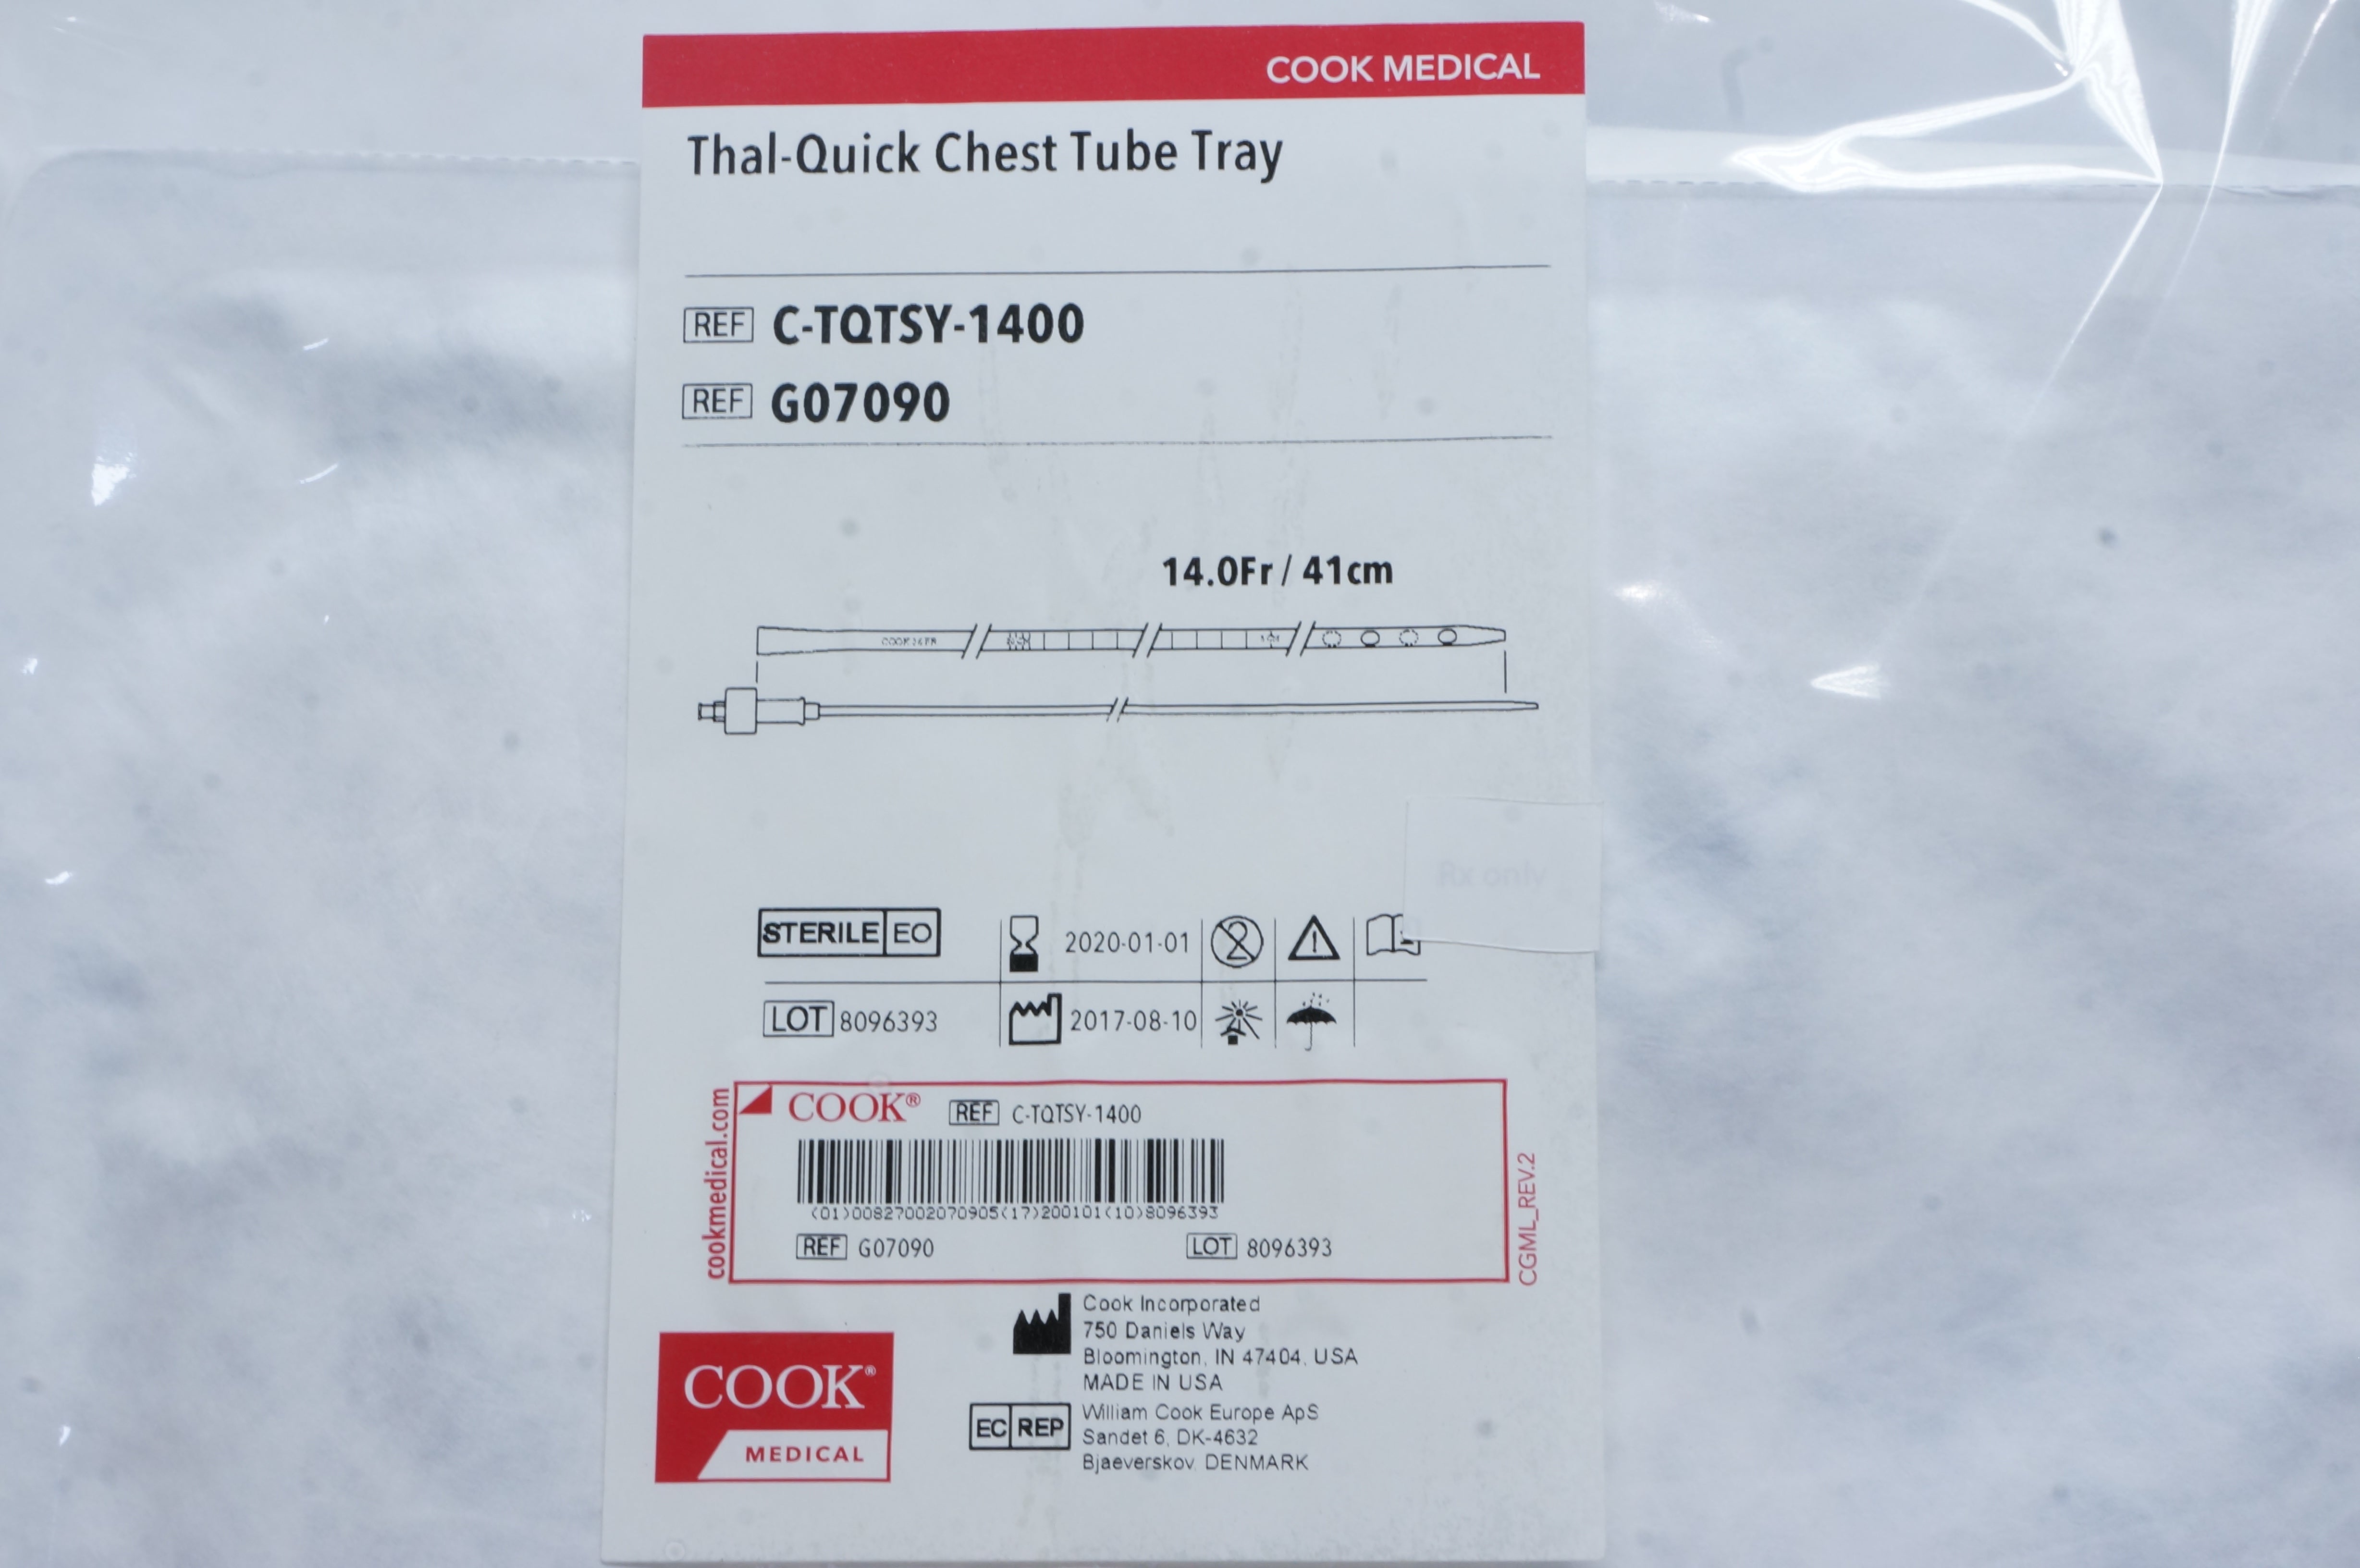 COOK MEDICAL
Thal-Quick Chest Tube Tray
REF C-TQTSY-1400
REF G07090
14.0Fr / 41cm
Rx only
STERILE EO
2020-01-01
2
LOT 8096393
2017-08-10
cookmedical.com
COOK® REF C-TQTSY-1400
(01)00827002070905(17)200101(10)8096393
REF G07090 LOT 8096393
CGML_REV.2
COOK®
MEDICAL
Cook Incorporated
750 Daniels Way
Bloomington, IN 47404, USA
MADE IN USA
EC REP
William Cook Europe ApS
Sandet 6, DK-4632
Bjaeverskov, DENMARK